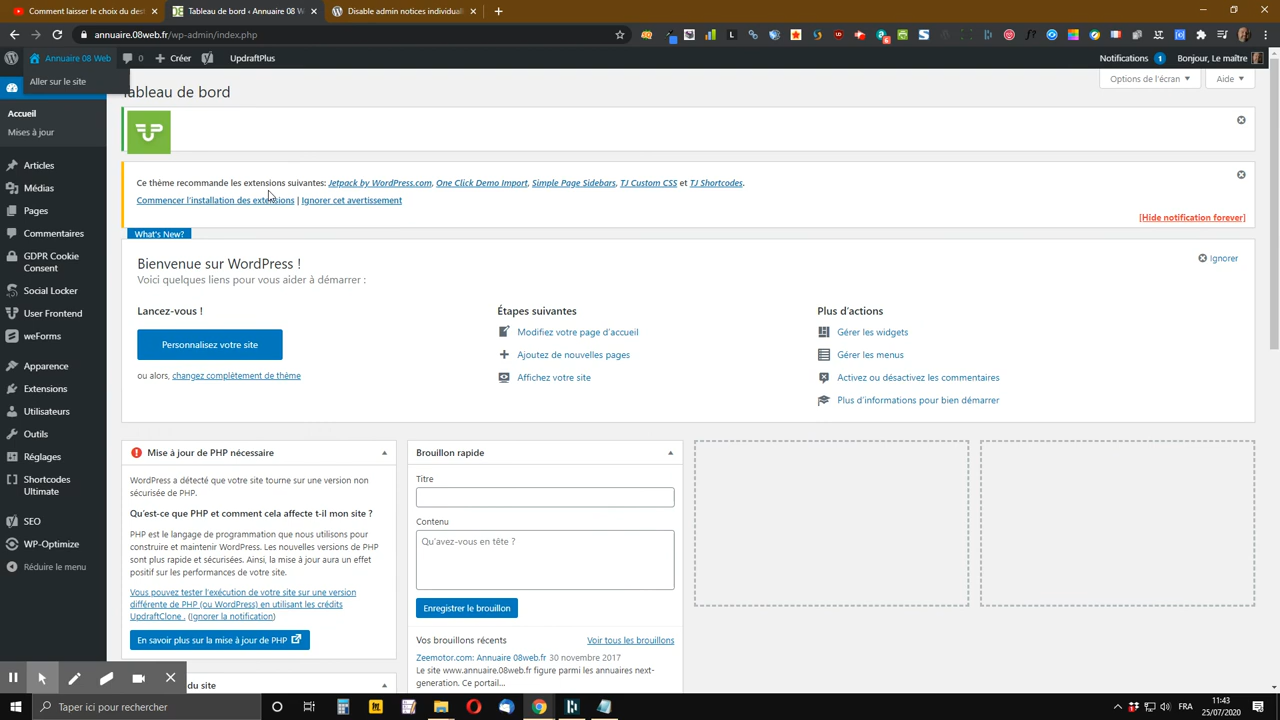 Comment laisser le choix du dest
Tableau de bord ‹ Annuaire 08 W
Disable admin notices individuall
annuaire.08web.fr/wp-admin/index.php
Annuaire 08 Web
0
Créer
UpdraftPlus
Notifications 1
Bonjour, Le maître
Aller sur le site
Options de l'écran
Aide
Tableau de bord
Accueil
Mises à jour
Articles
Médias
Pages
Commentaires
GDPR Cookie
Consent
Social Locker
User Frontend
weForms
Apparence
Extensions
Utilisateurs
Outils
Réglages
Shortcodes
Ultimate
SEO
WP-Optimize
Réduire le menu
UP
Ce thème recommande les extensions suivantes: Jetpack by WordPress.com, One Click Demo Import, Simple Page Sidebars, TJ Custom CSS et TJ Shortcodes.
Commencer l'installation des extensions | Ignorer cet avertissement
[Hide notification forever]
What's New?
Bienvenue sur WordPress !
Voici quelques liens pour vous aider à démarrer :
Ignorer
Lancez-vous !
Personnalisez votre site
ou alors, changez complètement de thème
Étapes suivantes
Modifiez votre page d'accueil
Ajoutez de nouvelles pages
Affichez votre site
Plus d'actions
Gérer les widgets
Gérer les menus
Activez ou désactivez les commentaires
Plus d'informations pour bien démarrer
Mise à jour de PHP nécessaire
WordPress a détecté que votre site tourne sur une version non
sécurisée de PHP.
Qu'est-ce que PHP et comment cela affecte t-il mon site ?
PHP est le langage de programmation que nous utilisons pour
construire et maintenir WordPress. Les nouvelles versions de PHP
sont plus rapide et sécurisées. Ainsi, la mise à jour aura un effet
positif sur les performances de votre site.
Vous pouvez tester l'exécution de votre site sur une version
différente de PHP (ou WordPress) en utilisant les crédits
UpdraftClone . (Ignorer la notification)
En savoir plus sur la mise à jour de PHP
du site
Brouillon rapide
Titre
Contenu
Qu'avez-vous en tête ?
Enregistrer le brouillon
Vos brouillons récents
Voir tous les brouillons
Zeemotor.com: Annuaire 08web.fr 30 novembre 2017
Le site www.annuaire.08web.fr figure parmi les annuaires next-
generation. Ce portail…
Taper ici pour rechercher
FRA
11:43
25/07/2020